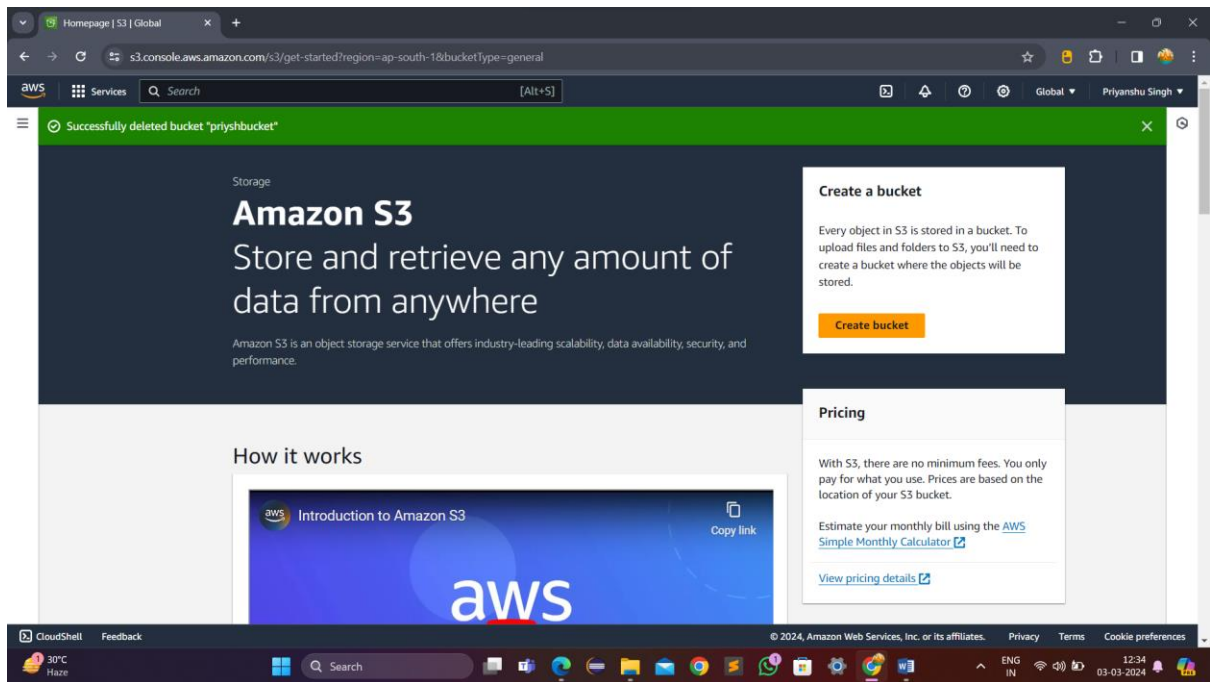 Homepage | S3 | Global
s3.console.aws.amazon.com/s3/get-started?region=ap-south-1&bucketType=general
aws Services Search [Alt+S] Global Priyanshu Singh
Successfully deleted bucket "priyshbucket"
Storage
Amazon S3
Store and retrieve any amount of
data from anywhere
Amazon S3 is an object storage service that offers industry-leading scalability, data availability, security, and
performance.
Create a bucket
Every object in S3 is stored in a bucket. To
upload files and folders to S3, you'll need to
create a bucket where the objects will be
stored.
Create bucket
Pricing
With S3, there are no minimum fees. You only
pay for what you use. Prices are based on the
location of your S3 bucket.
Estimate your monthly bill using the AWS
Simple Monthly Calculator
View pricing details
How it works
aws Introduction to Amazon S3
Copy link
aws
CloudShell Feedback © 2024, Amazon Web Services, Inc. or its affiliates. Privacy Terms Cookie preferences
1 30°C
Haze
Search
ENG
IN
12:34
03-03-2024